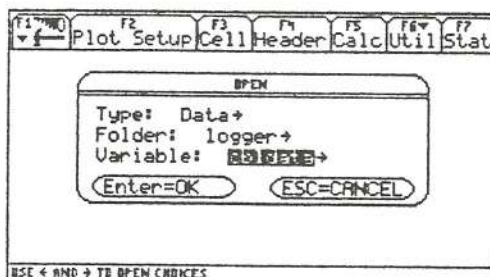 F1 F2 F3 F4 F5 F6 F7
Plot Setup Cell Header Calc Util Stat
OPEN
Type: Data→
Folder: logger→
Variable: →
Enter=OK ESC=CANCEL
USE ← AND → TO OPEN CHOICES